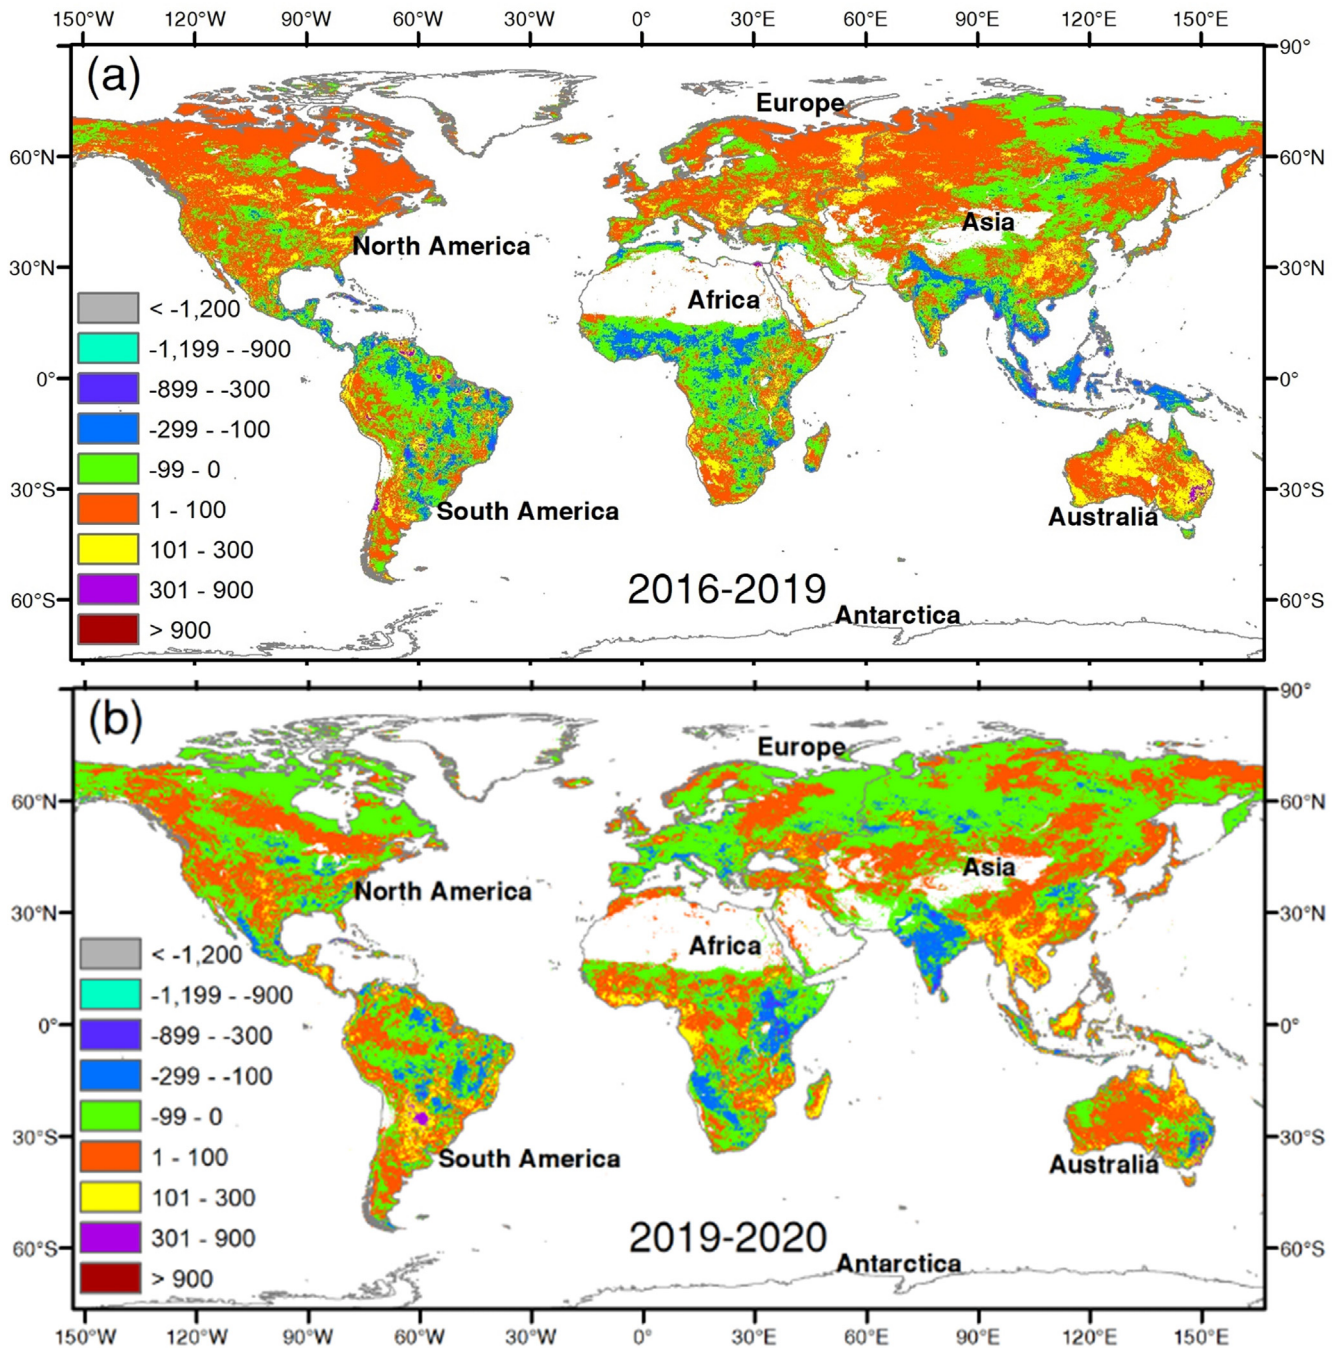 150°W 120°W 90°W 60°W 30°W 0° 30°E 60°E 90°E 120°E 150°E
90°
(a)
Europe
60°N 60°N
Asia
North America
30°N 30°N
Africa
< -1,200
-1,199 - -900
0° 0°
-899 - -300
-299 - -100
-99 - 0
30°S 30°S
1 - 100
South America
Australia
101 - 300
301 - 900
2016-2019
60°S 60°S
Antarctica
> 900
90°
(b)
Europe
60°N 60°N
Asia
North America
30°N 30°N
Africa
< -1,200
-1,199 - -900
0° 0°
-899 - -300
-299 - -100
-99 - 0
30°S 30°S
1 - 100
South America
Australia
101 - 300
301 - 900
2019-2020
60°S 60°S
Antarctica
> 900
150°W 120°W 90°W 60°W 30°W 0° 30°E 60°E 90°E 120°E 150°E